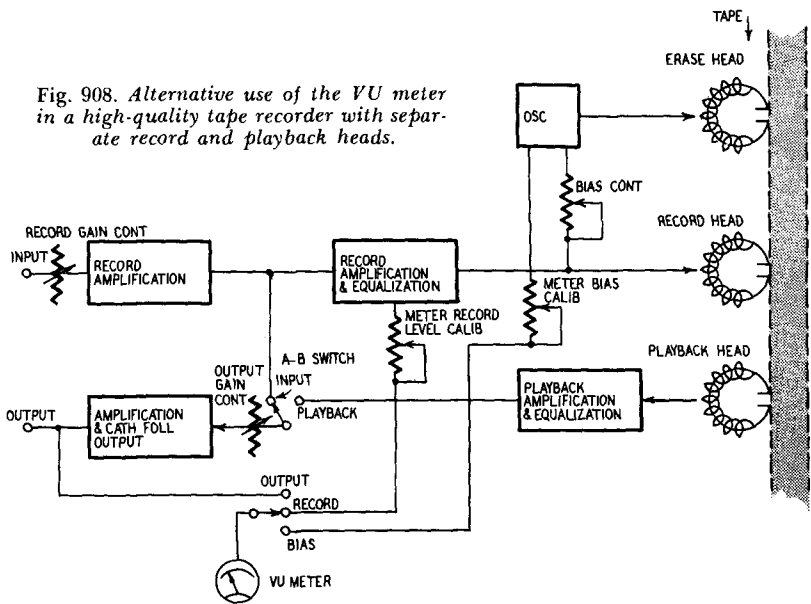 TAPE
ERASE HEAD
Fig. 908. Alternative use of the VU meter
in a high-quality tape recorder with separ-
ate record and playback heads.
OSC
BIAS CONT
RECORD GAIN CONT
INPUT
RECORD
AMPLIFICATION
RECORD
AMPLIFICATION
& EQUALIZATION
RECORD HEAD
METER BIAS
CALIB
METER RECORD
LEVEL CALIB
A-B SWITCH
INPUT
OUTPUT
GAIN
CONT
PLAYBACK
PLAYBACK HEAD
PLAYBACK
AMPLIFICATION
& EQUALIZATION
OUTPUT
AMPLIFICATION
& CATH FOLL
OUTPUT
OUTPUT
RECORD
BIAS
VU METER